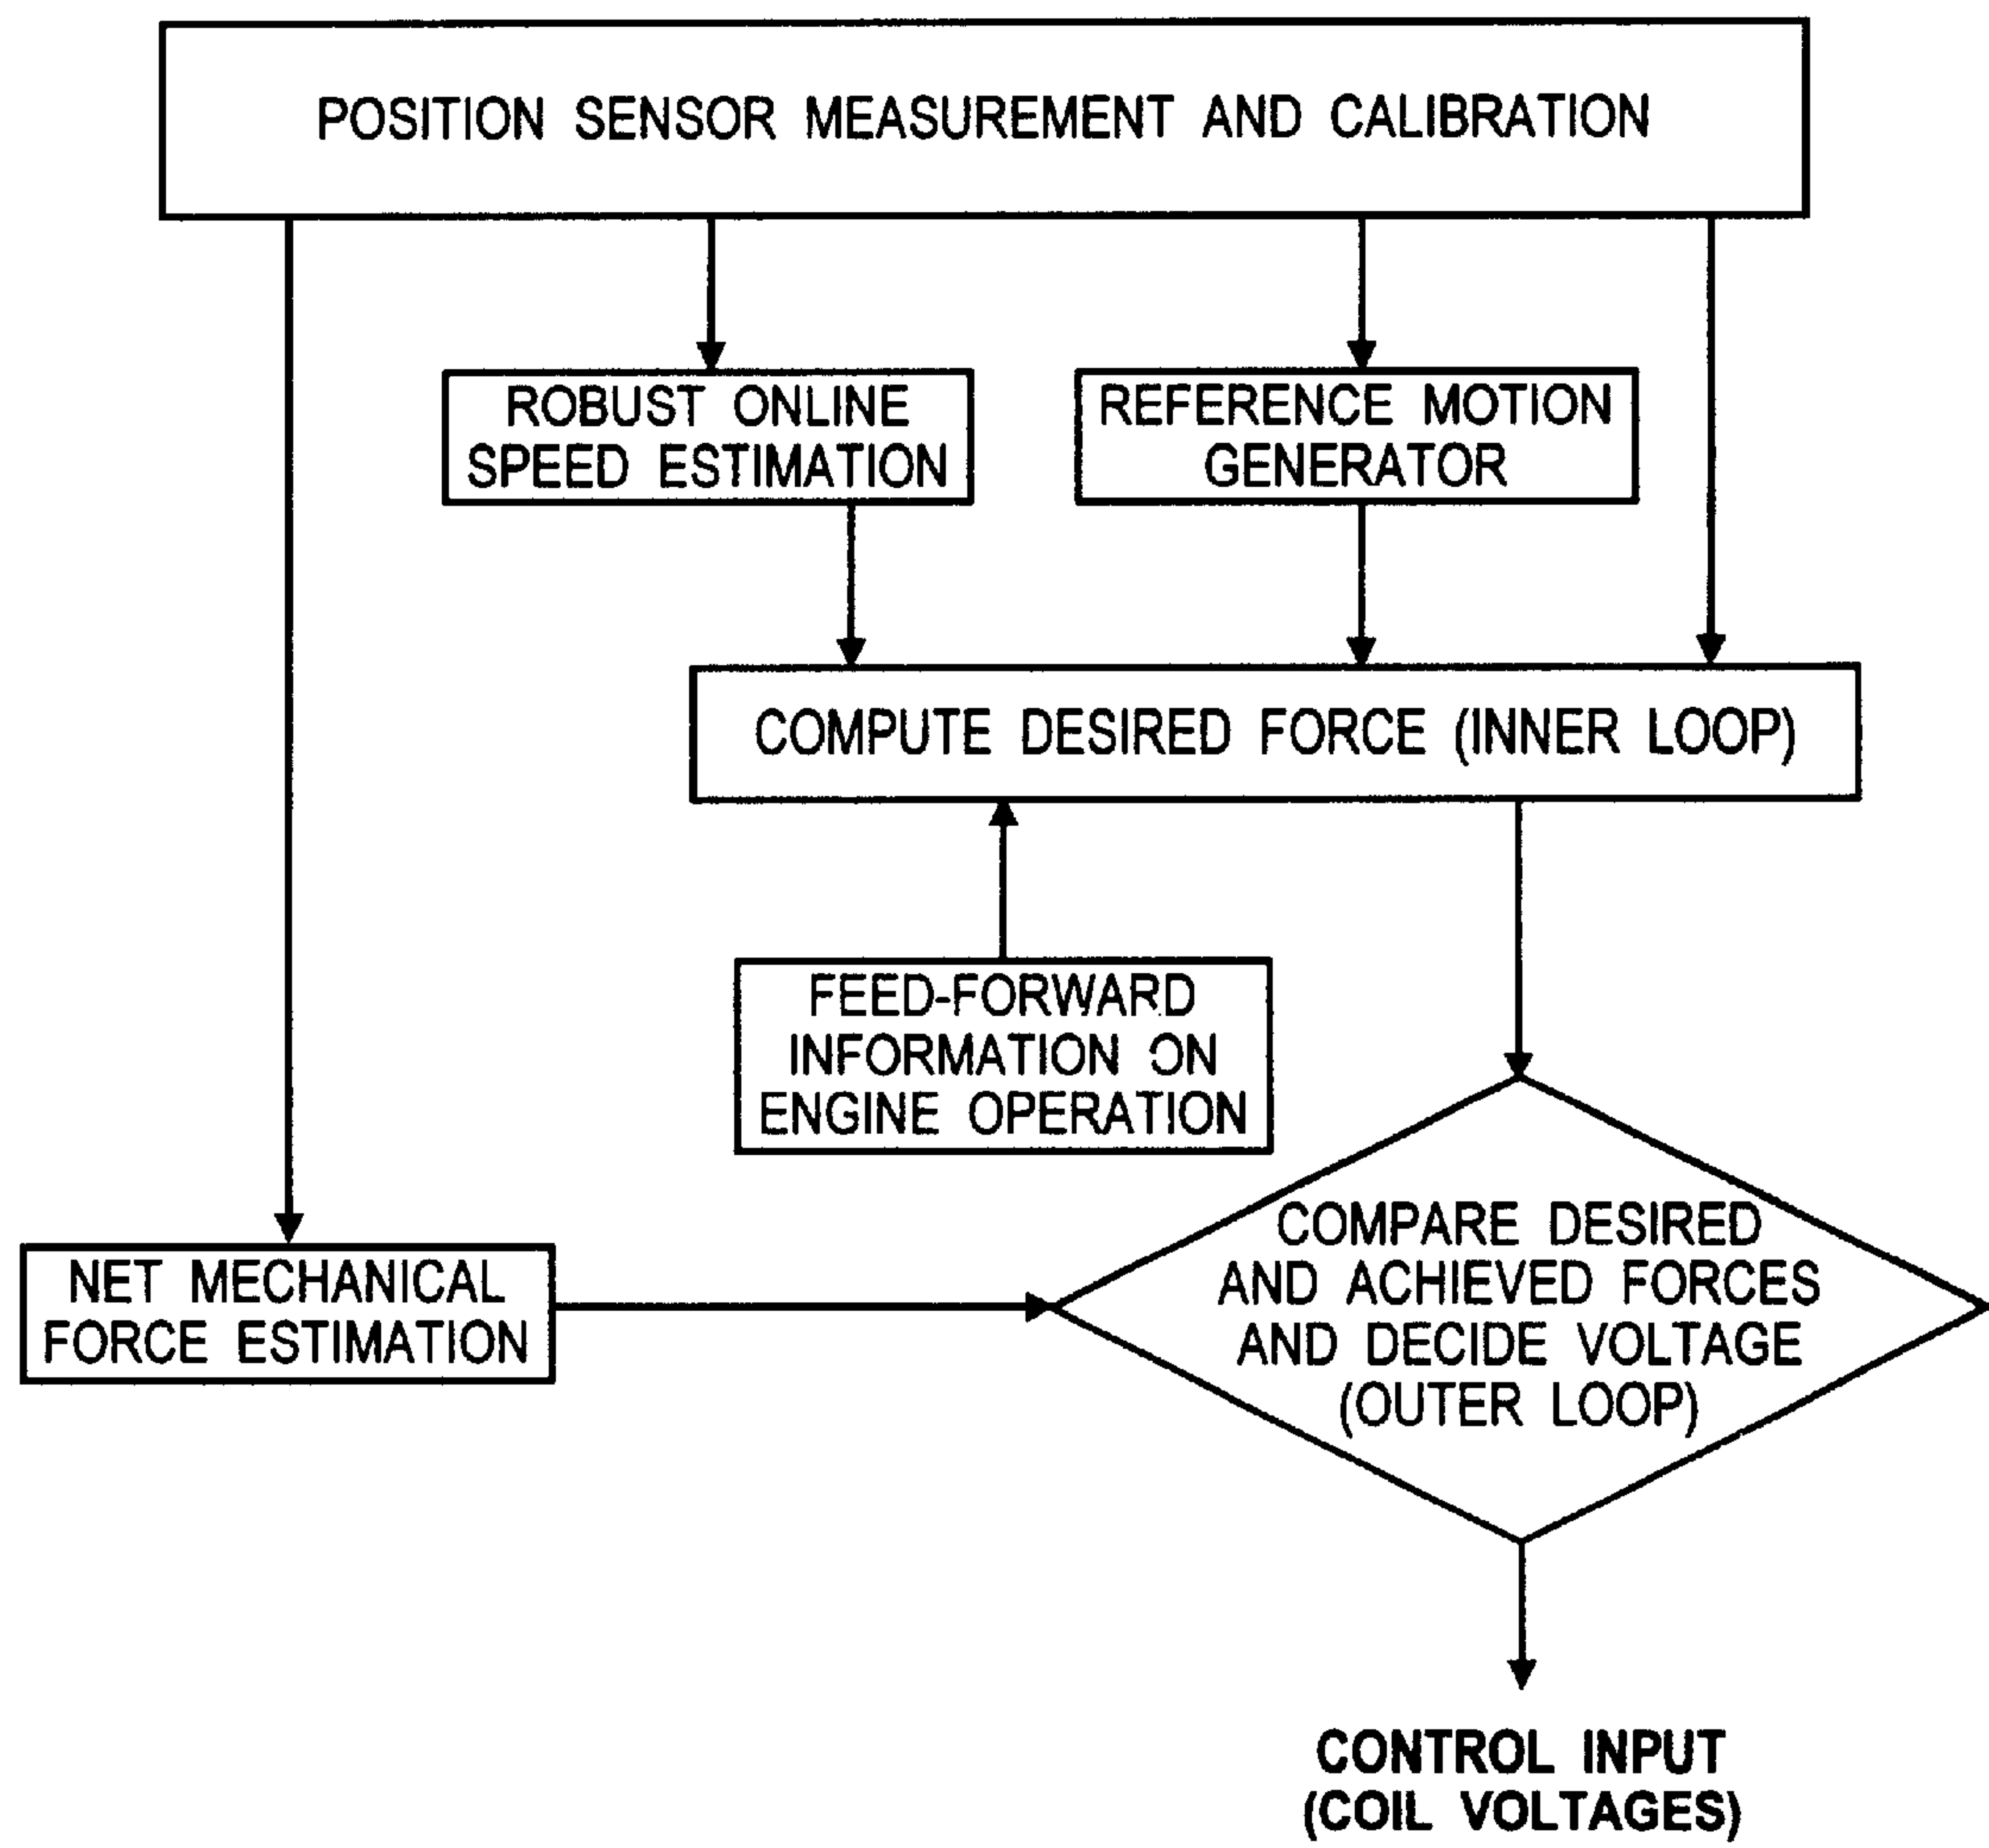 POSITION SENSOR MEASUREMENT AND CALIBRATION
ROBUST ONLINE
SPEED ESTIMATION
REFERENCE MOTION
GENERATOR
COMPUTE DESIRED FORCE (INNER LOOP)
FEED-FORWARD
INFORMATION ON
ENGINE OPERATION
NET MECHANICAL
FORCE ESTIMATION
COMPARE DESIRED
AND ACHIEVED FORCES
AND DECIDE VOLTAGE
(OUTER LOOP)
CONTROL INPUT
(COIL VOLTAGES)